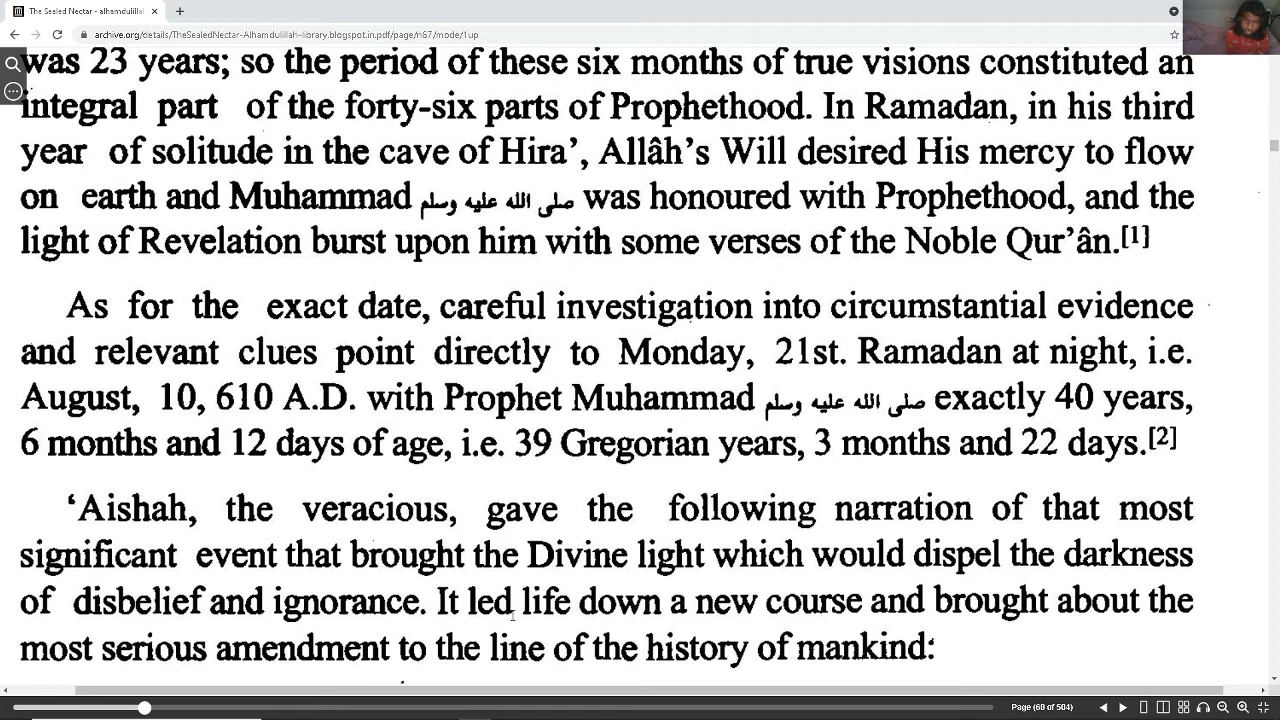 The Sealed Nectar - alhamdulillah
archive.org/details/TheSealedNectar-Alhamdulillah-library.blogspot.in.pdf/page/n67/mode/1up
was 23 years; so the period of these six months of true visions constituted an
integral part of the forty-six parts of Prophethood. In Ramadan, in his third
year of solitude in the cave of Hira’, Allâh’s Will desired His mercy to flow
on earth and Muhammad صلى الله عليه وسلم was honoured with Prophethood, and the
light of Revelation burst upon him with some verses of the Noble Qur’ân.[1]
As for the exact date, careful investigation into circumstantial evidence
and relevant clues point directly to Monday, 21st. Ramadan at night, i.e.
August, 10, 610 A.D. with Prophet Muhammad صلى الله عليه وسلم exactly 40 years,
6 months and 12 days of age, i.e. 39 Gregorian years, 3 months and 22 days.[2]
‘Aishah, the veracious, gave the following narration of that most
significant event that brought the Divine light which would dispel the darkness
of disbelief and ignorance. It led life down a new course and brought about the
most serious amendment to the line of the history of mankind:
Page (68 of 504)